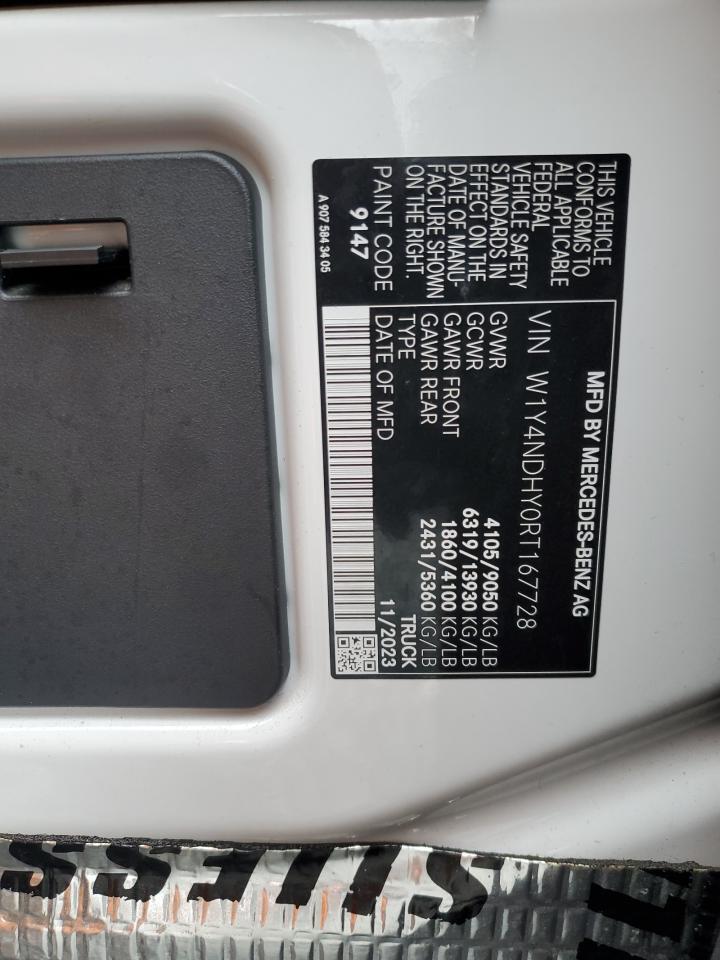 THIS VEHICLE
CONFORMS TO
ALL APPLICABLE
FEDERAL
VEHICLE SAFETY
STANDARDS IN
EFFECT ON THE
DATE OF MANU-
FACTURE SHOWN
ON THE RIGHT.
PAINT CODE
9147
A 907 584 34 05
MFD BY MERCEDES-BENZ AG
VIN W1Y4NDHY0RT167728
GVWR 4105/9050 KG/LB
GCWR 6319/13930 KG/LB
GAWR FRONT 1860/4100 KG/LB
GAWR REAR 2431/5360 KG/LB
TYPE TRUCK
DATE OF MFD 11/2023